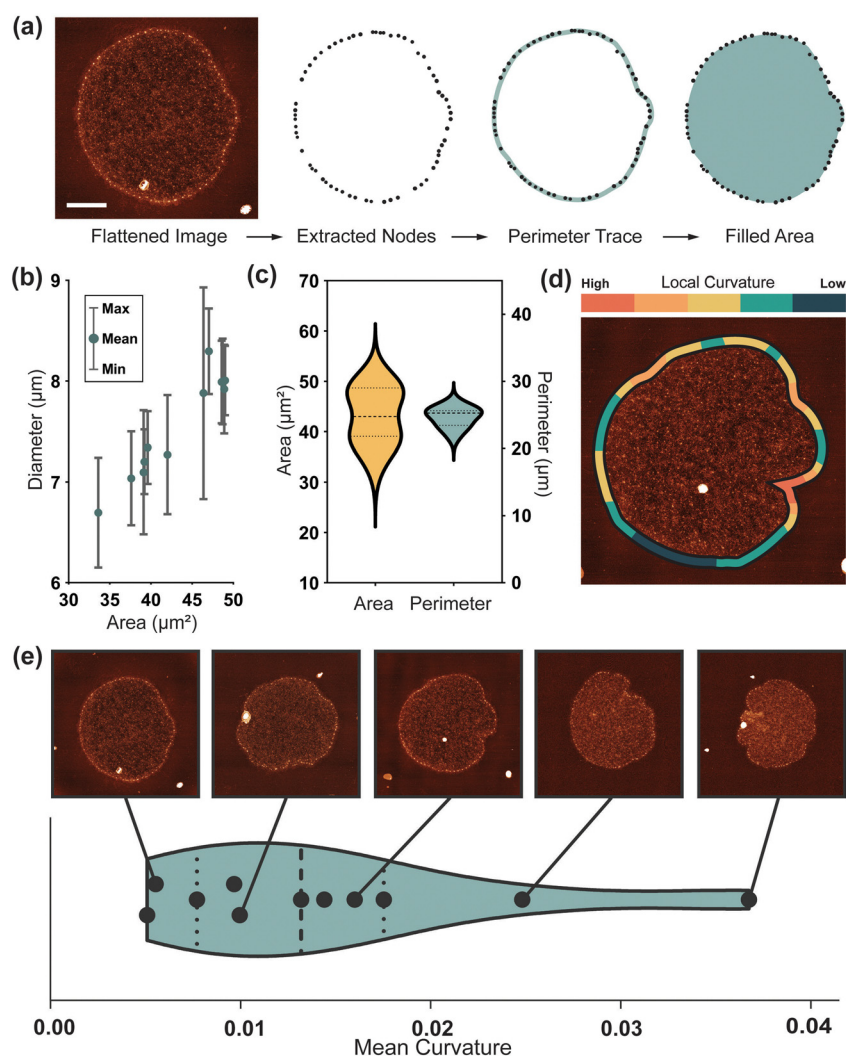 (a)
Flattened Image
Extracted Nodes
Perimeter Trace
Filled Area
(b)
9
8
7
6
Diameter (µm)
Max
Mean
Min
30
35
40
45
50
Area (µm²)
(c)
70
60
50
40
30
20
10
Area (µm²)
40
30
20
10
0
Perimeter (µm)
Area
Perimeter
(d)
High
Local Curvature
Low
(e)
0.00
0.01
0.02
0.03
0.04
Mean Curvature